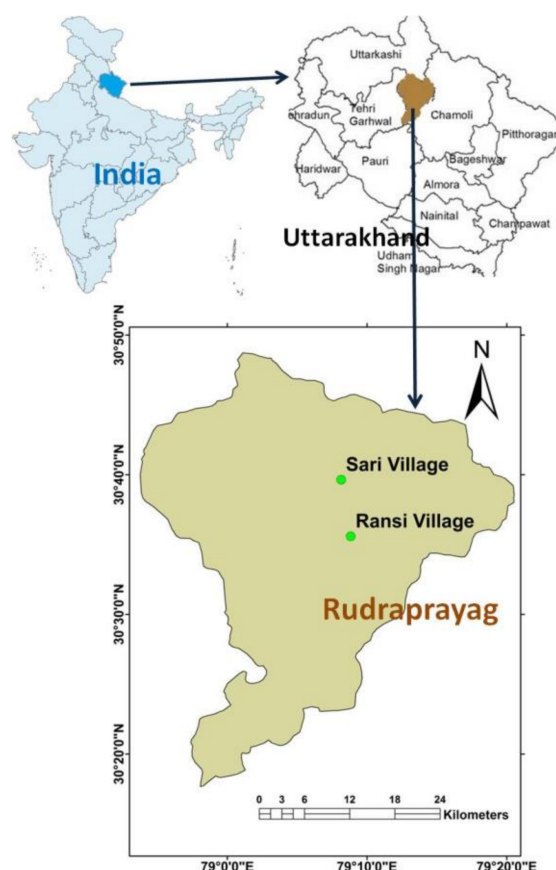 Uttarkashi
ehradun
Tehri
Garhwal
Chamoli
Pitthoragar
Haridwar
Pauri
Bageshwar
Almora
Nainital
Champawat
Udham
Singh Nagar
India
Uttarakhand
30°50'0"N
N
Sari Village
30°40'0"N
Ransi Village
Rudraprayag
30°30'0"N
30°20'0"N
0 3 6 12 18 24
Kilometers
79°0'0"E
79°10'0"E
79°20'0"E